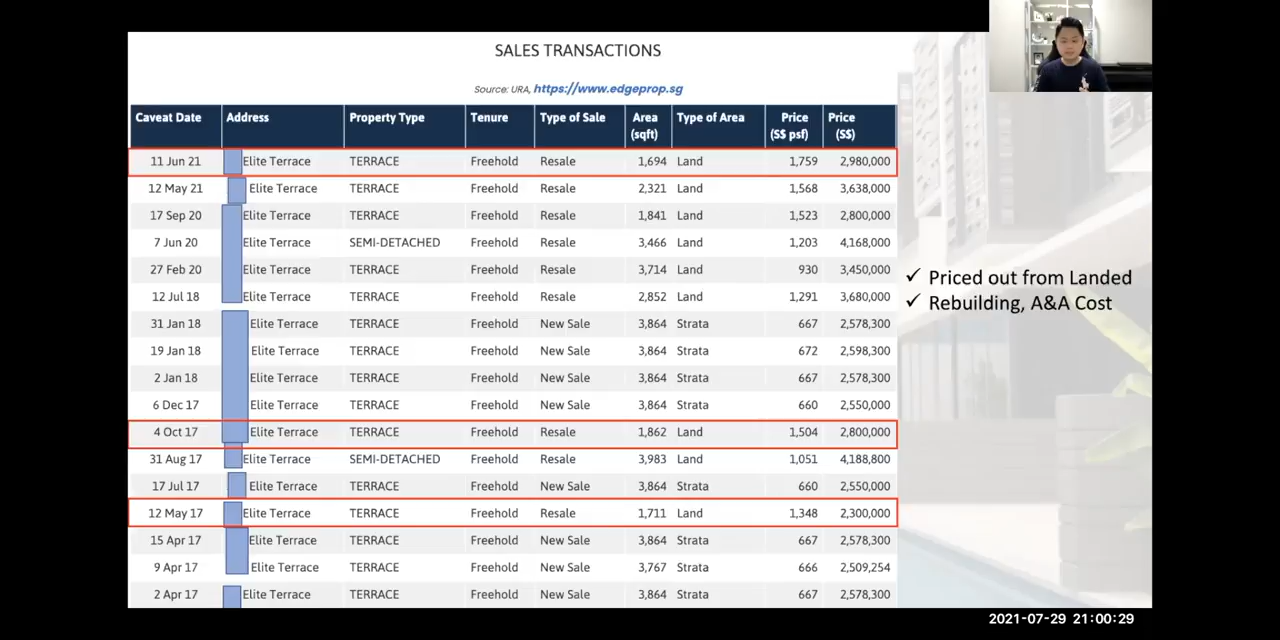 SALES TRANSACTIONS
Source: URA, https://www.edgeprop.sg
Caveat Date Address Property Type Tenure Type of Sale Area (sqft) Type of Area Price (S$ psf) Price (S$)
11 Jun 21 Elite Terrace TERRACE Freehold Resale 1,694 Land 1,759 2,980,000
12 May 21 Elite Terrace TERRACE Freehold Resale 2,321 Land 1,568 3,638,000
17 Sep 20 Elite Terrace TERRACE Freehold Resale 1,841 Land 1,523 2,800,000
7 Jun 20 Elite Terrace SEMI-DETACHED Freehold Resale 3,466 Land 1,203 4,168,000
27 Feb 20 Elite Terrace TERRACE Freehold Resale 3,714 Land 930 3,450,000
12 Jul 18 Elite Terrace TERRACE Freehold Resale 2,852 Land 1,291 3,680,000
31 Jan 18 Elite Terrace TERRACE Freehold New Sale 3,864 Strata 667 2,578,300
19 Jan 18 Elite Terrace TERRACE Freehold New Sale 3,864 Strata 672 2,598,300
2 Jan 18 Elite Terrace TERRACE Freehold New Sale 3,864 Strata 667 2,578,300
6 Dec 17 Elite Terrace TERRACE Freehold New Sale 3,864 Strata 660 2,550,000
4 Oct 17 Elite Terrace TERRACE Freehold Resale 1,862 Land 1,504 2,800,000
31 Aug 17 Elite Terrace SEMI-DETACHED Freehold Resale 3,983 Land 1,051 4,188,800
17 Jul 17 Elite Terrace TERRACE Freehold New Sale 3,864 Strata 660 2,550,000
12 May 17 Elite Terrace TERRACE Freehold Resale 1,711 Land 1,348 2,300,000
15 Apr 17 Elite Terrace TERRACE Freehold New Sale 3,864 Strata 667 2,578,300
9 Apr 17 Elite Terrace TERRACE Freehold New Sale 3,767 Strata 666 2,509,254
2 Apr 17 Elite Terrace TERRACE Freehold New Sale 3,864 Strata 667 2,578,300
✓ Priced out from Landed
✓ Rebuilding, A&A Cost
2021-07-29 21:00:29